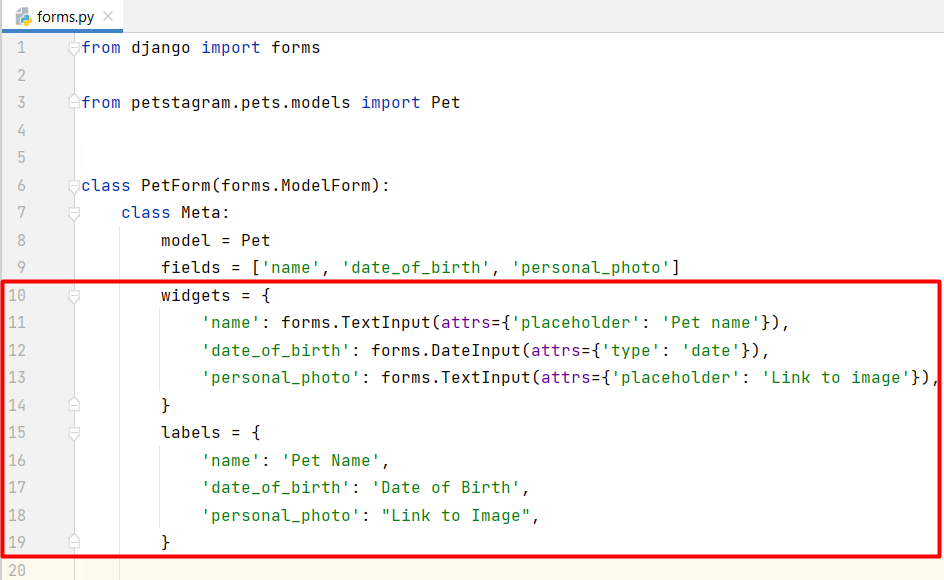 forms.py
1 from django import forms
2
3 from petstagram.pets.models import Pet
4
5
6 class PetForm(forms.ModelForm):
7     class Meta:
8         model = Pet
9         fields = ['name', 'date_of_birth', 'personal_photo']
10         widgets = {
11             'name': forms.TextInput(attrs={'placeholder': 'Pet name'}),
12             'date_of_birth': forms.DateInput(attrs={'type': 'date'}),
13             'personal_photo': forms.TextInput(attrs={'placeholder': 'Link to image'}),
14         }
15         labels = {
16             'name': 'Pet Name',
17             'date_of_birth': 'Date of Birth',
18             'personal_photo': "Link to Image",
19         }
20